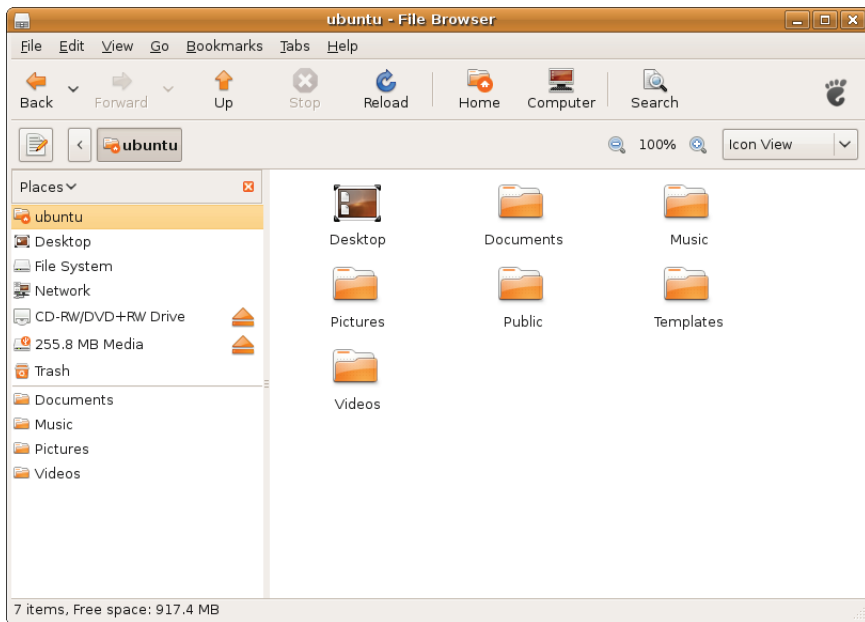 ubuntu - File Browser
File Edit View Go Bookmarks Tabs Help
Back Forward Up Stop Reload Home Computer Search
ubuntu 100% Icon View
Places
ubuntu
Desktop
File System
Network
CD-RW/DVD+RW Drive
255.8 MB Media
Trash
Documents
Music
Pictures
Videos
Desktop Documents Music
Pictures Public Templates
Videos
7 items, Free space: 917.4 MB